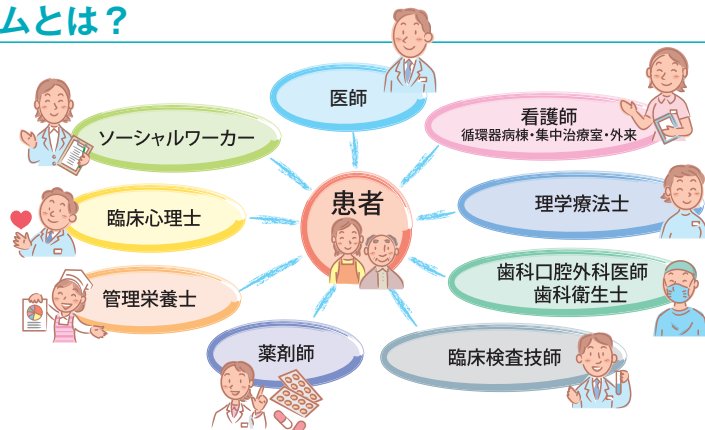 ムとは？
医師
看護師
循環器病棟・集中治療室・外来
ソーシャルワーカー
患者
理学療法士
臨床心理士
歯科口腔外科医師
歯科衛生士
管理栄養士
薬剤師
臨床検査技師